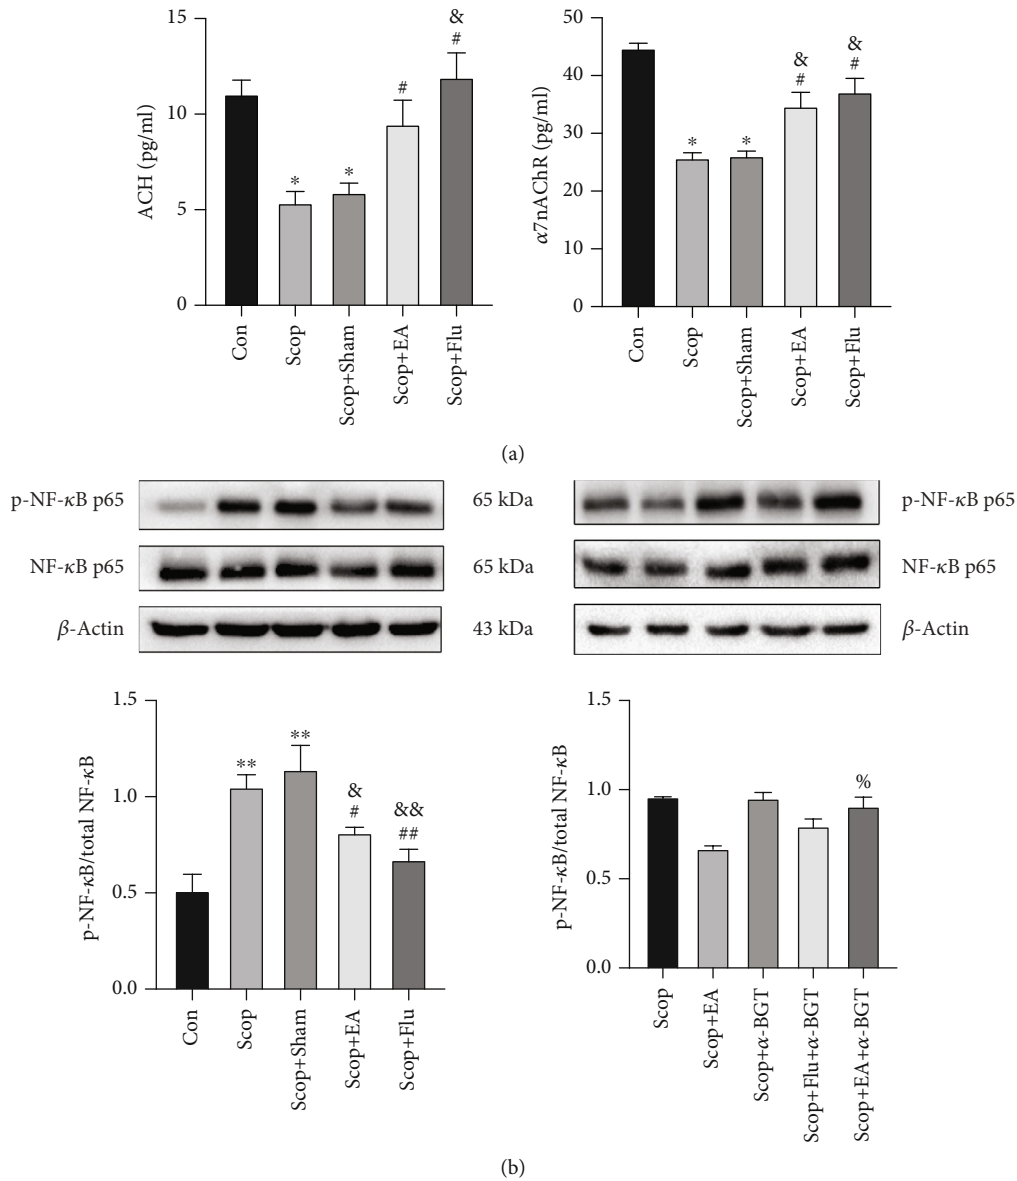 15
10
5
0
ACH (pg/ml)
*
*
#
&
#
Con
Scop
Scop+Sham
Scop+EA
Scop+Flu
50
40
30
20
10
0
α7nAChR (pg/ml)
*
*
&
#
&
#
Con
Scop
Scop+Sham
Scop+EA
Scop+Flu
(a)
p-NF-κB p65
65 kDa
p-NF-κB p65
NF-κB p65
65 kDa
NF-κB p65
β-Actin
43 kDa
β-Actin
1.5
1.0
0.5
0.0
p-NF-κB/total NF-κB
**
**
&
#
&&
##
Con
Scop
Scop+Sham
Scop+EA
Scop+Flu
1.5
1.0
0.5
0.0
p-NF-κB/total NF-κB
%
Scop
Scop+EA
Scop+α-BGT
Scop+Flu+α-BGT
Scop+EA+α-BGT
(b)